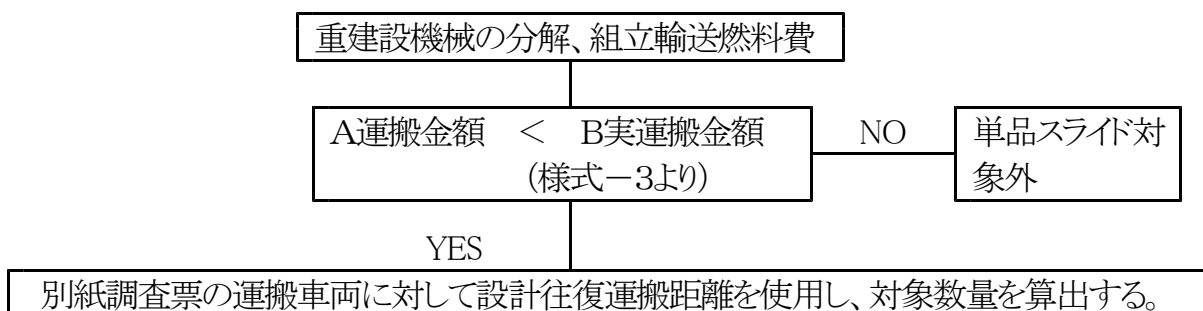 重建設機械の分解、組立輸送燃料費
A運搬金額　＜　B実運搬金額
（様式－3より）
NO
単品スライド対
象外
YES
別紙調査票の運搬車両に対して設計往復運搬距離を使用し、対象数量を算出する。